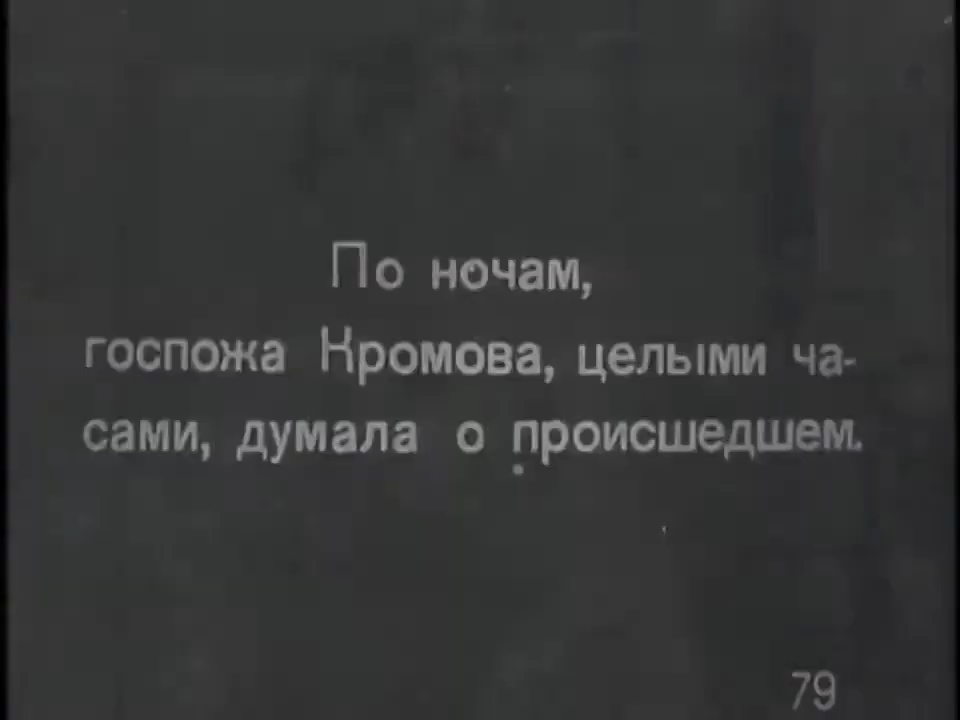 По ночам,
госпожа Кромова, целыми ча-
сами, думала о происшедшем.
79